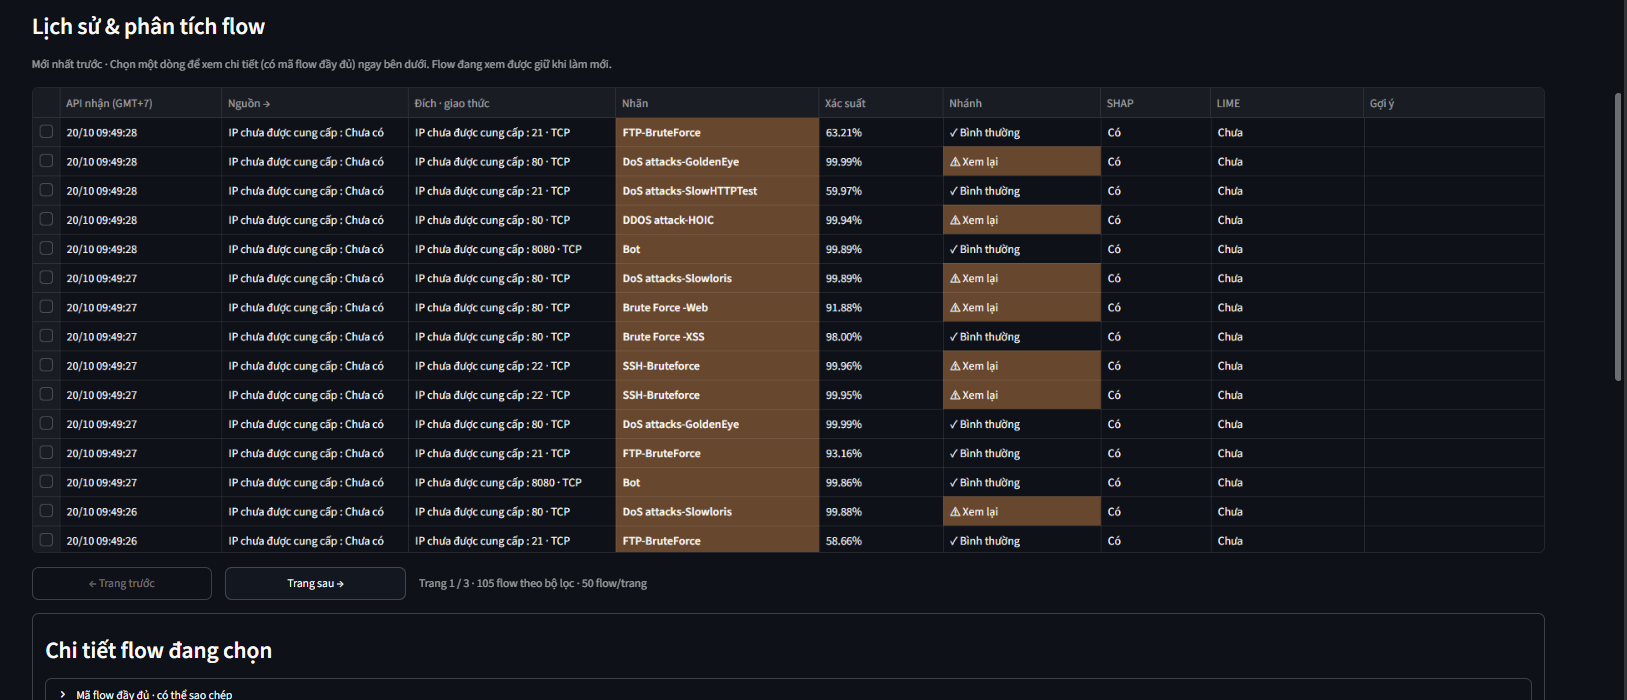 Lịch sử & phân tích flow
Mới nhất trước · Chọn một dòng để xem chi tiết (có mã flow đầy đủ) ngay bên dưới. Flow đang xem được giữ khi làm mới.
API nhận (GMT+7) Nguồn → Đích · giao thức Nhãn Xác suất Nhánh SHAP LIME Gợi ý
20/10 09:49:28 IP chưa được cung cấp : Chưa có IP chưa được cung cấp : 21 · TCP FTP-BruteForce 63.21% ✓ Bình thường Có Chưa
20/10 09:49:28 IP chưa được cung cấp : Chưa có IP chưa được cung cấp : 80 · TCP DoS attacks-GoldenEye 99.99% ⚠ Xem lại Có Chưa
20/10 09:49:28 IP chưa được cung cấp : Chưa có IP chưa được cung cấp : 21 · TCP DoS attacks-SlowHTTPTest 59.97% ✓ Bình thường Có Chưa
20/10 09:49:28 IP chưa được cung cấp : Chưa có IP chưa được cung cấp : 80 · TCP DDOS attack-HOIC 99.94% ⚠ Xem lại Có Chưa
20/10 09:49:28 IP chưa được cung cấp : Chưa có IP chưa được cung cấp : 8080 · TCP Bot 99.89% ✓ Bình thường Có Chưa
20/10 09:49:27 IP chưa được cung cấp : Chưa có IP chưa được cung cấp : 80 · TCP DoS attacks-Slowloris 99.89% ⚠ Xem lại Có Chưa
20/10 09:49:27 IP chưa được cung cấp : Chưa có IP chưa được cung cấp : 80 · TCP Brute Force -Web 91.88% ⚠ Xem lại Có Chưa
20/10 09:49:27 IP chưa được cung cấp : Chưa có IP chưa được cung cấp : 80 · TCP Brute Force -XSS 98.00% ✓ Bình thường Có Chưa
20/10 09:49:27 IP chưa được cung cấp : Chưa có IP chưa được cung cấp : 22 · TCP SSH-Bruteforce 99.96% ⚠ Xem lại Có Chưa
20/10 09:49:27 IP chưa được cung cấp : Chưa có IP chưa được cung cấp : 22 · TCP SSH-Bruteforce 99.95% ⚠ Xem lại Có Chưa
20/10 09:49:27 IP chưa được cung cấp : Chưa có IP chưa được cung cấp : 80 · TCP DoS attacks-GoldenEye 99.99% ✓ Bình thường Có Chưa
20/10 09:49:27 IP chưa được cung cấp : Chưa có IP chưa được cung cấp : 21 · TCP FTP-BruteForce 93.16% ✓ Bình thường Có Chưa
20/10 09:49:27 IP chưa được cung cấp : Chưa có IP chưa được cung cấp : 8080 · TCP Bot 99.86% ✓ Bình thường Có Chưa
20/10 09:49:26 IP chưa được cung cấp : Chưa có IP chưa được cung cấp : 80 · TCP DoS attacks-Slowloris 99.88% ⚠ Xem lại Có Chưa
20/10 09:49:26 IP chưa được cung cấp : Chưa có IP chưa được cung cấp : 21 · TCP FTP-BruteForce 58.66% ✓ Bình thường Có Chưa
← Trang trước Trang sau → Trang 1 / 3 · 105 flow theo bộ lọc · 50 flow/trang
Chi tiết flow đang chọn
Mã flow đầy đủ · có thể sao chép